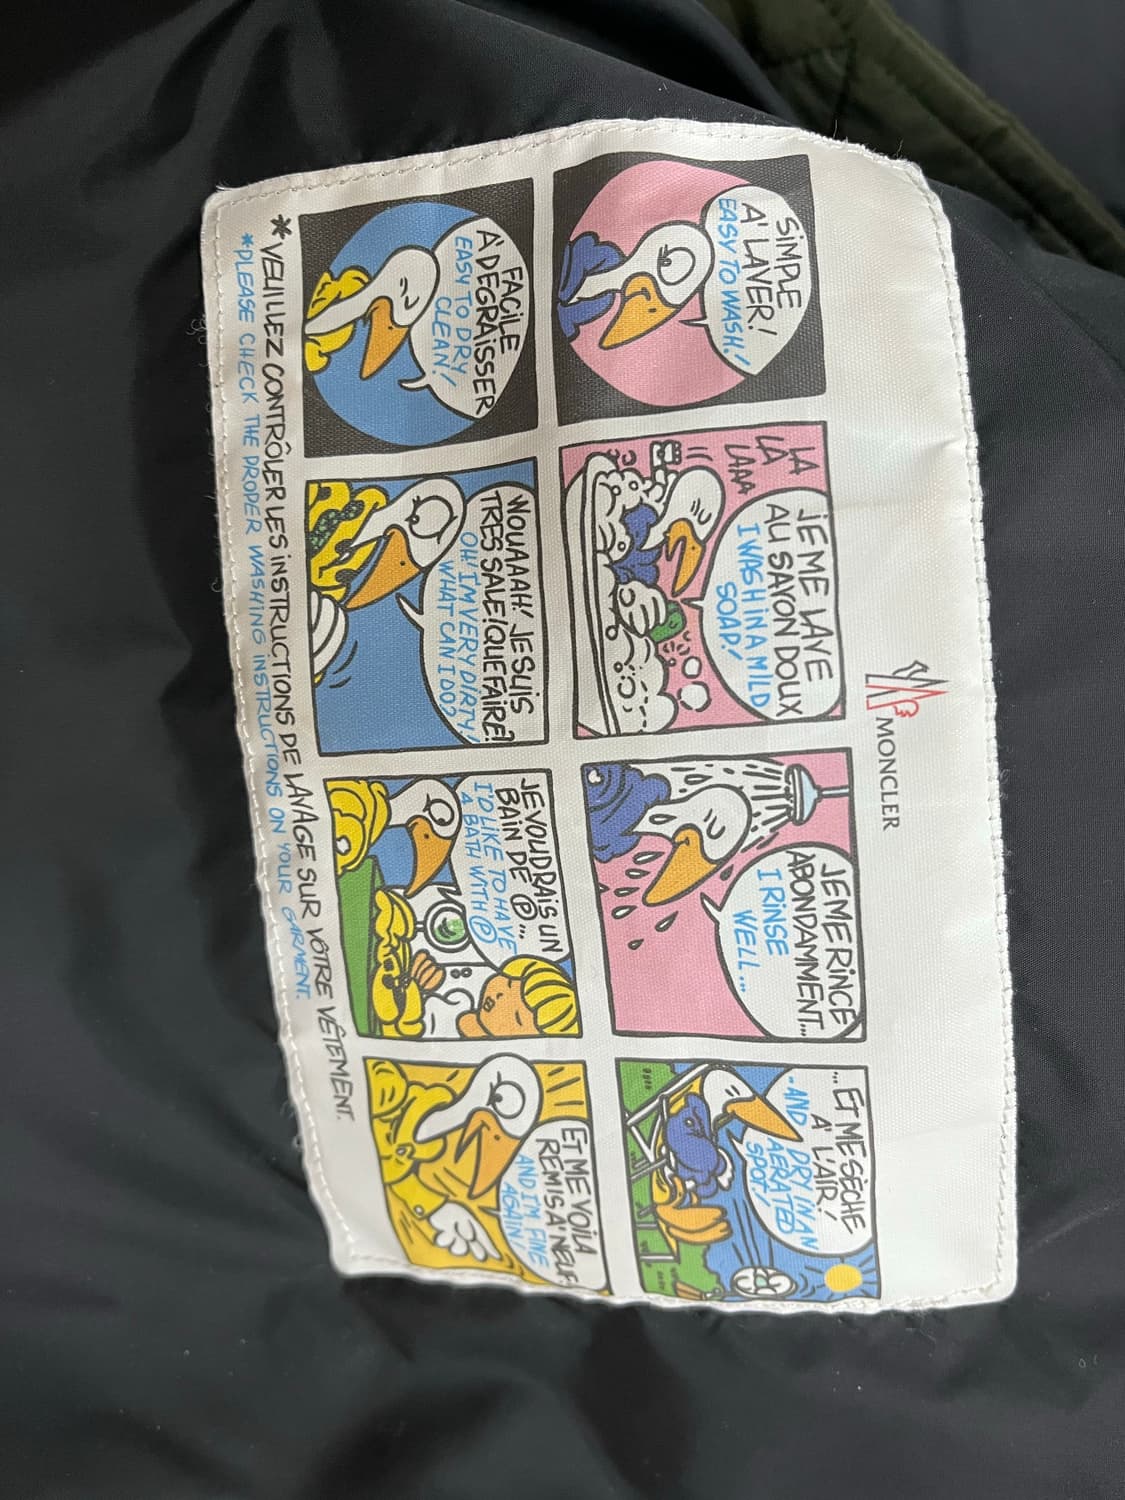 MONCLER
SiMPLE
A' LAVER!
EASY TO WASH!
LA
LA
LAAA
JE ME LAVE
AU SAVON DOUX
I WASH iN A MiLD
SOAP!
JE ME RiNCE
ABONDAMMENT...
I RiNSE
WELL...
... ET ME SÈCHE
A' L'AiR!
-AND DRY IN AN
AERATED
SPOT!
FACiLE
A' DÉGRAiSSER
EASY TO DRY
CLEAN!
WOUAAAH! JE SUiS
TRES SALE! QUE FAiRE?
OH! I'M VERY DiRTY!
WHAT CAN I DO?
JE VOUDRAiS UN
BAiN DE Ⓟ...
I'D LIKE TO HAVE
A BATH WiTH Ⓟ
ET ME VOiLA
REMiS A' NEUF.
AND I'M FINE
AGAIN!
*VEUILLEZ CONTRÔLER LES iNSTRUCTIONS DE LAVAGE SUR VÔTRE VÊTEMENT.
*PLEASE CHECK THE PROPER WASHiNG INSTRUCTIONS ON YOUR GARMENT.